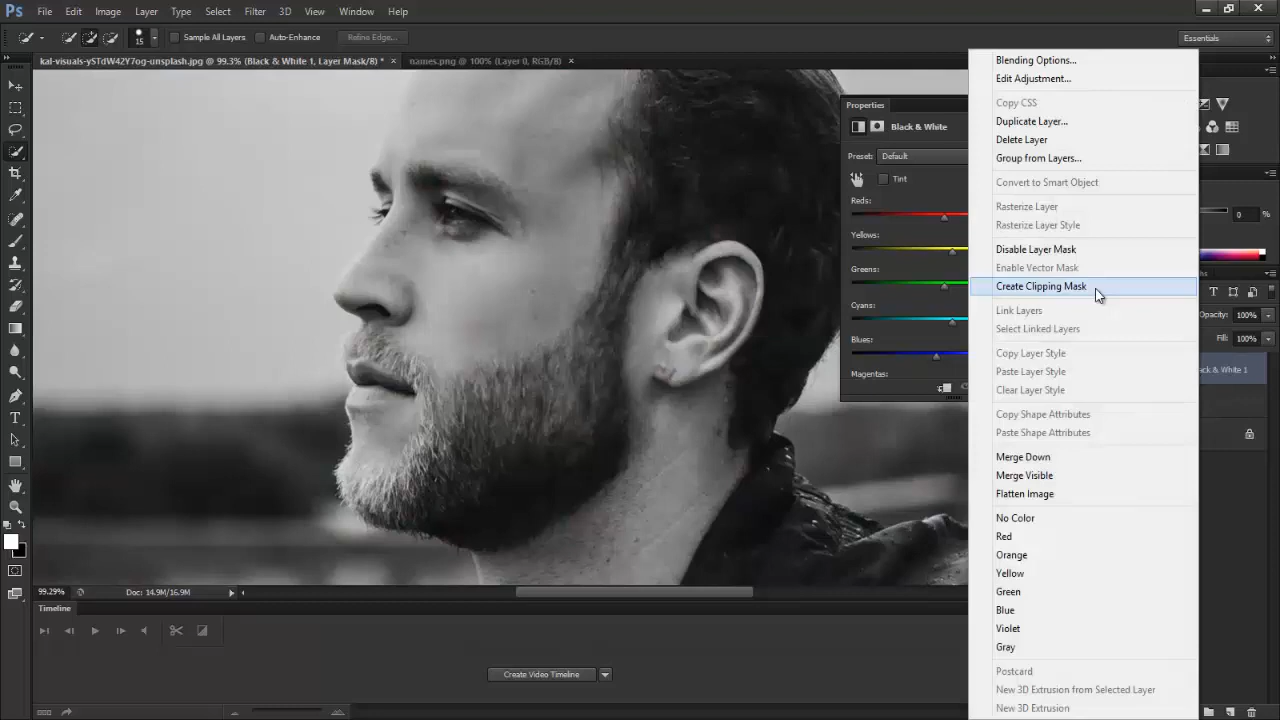 Ps File Edit Image Layer Type Select Filter 3D View Window Help
15 Sample All Layers Auto-Enhance Refine Edge... Essentials
kal-visuals-ySTdW42Y7og-unsplash.jpg @ 99.3% (Black & White 1, Layer Mask/8) * × names.png @ 100% (Layer 0, RGB/8) ×
Properties
Black & White
Preset: Default
Tint
Reds:
Yellows:
Greens:
Cyans:
Blues:
Magentas:
Blending Options...
Edit Adjustment...
Copy CSS
Duplicate Layer...
Delete Layer
Group from Layers...
Convert to Smart Object
Rasterize Layer
Rasterize Layer Style
Disable Layer Mask
Enable Vector Mask
Create Clipping Mask
Link Layers
Select Linked Layers
Copy Layer Style
Paste Layer Style
Clear Layer Style
Copy Shape Attributes
Paste Shape Attributes
Merge Down
Merge Visible
Flatten Image
No Color
Red
Orange
Yellow
Green
Blue
Violet
Gray
Postcard
New 3D Extrusion from Selected Layer
New 3D Extrusion
0 %
hs
Opacity: 100%
Fill: 100%
ack & White 1
99.29% Doc: 14.9M/16.9M
Timeline
Create Video Timeline